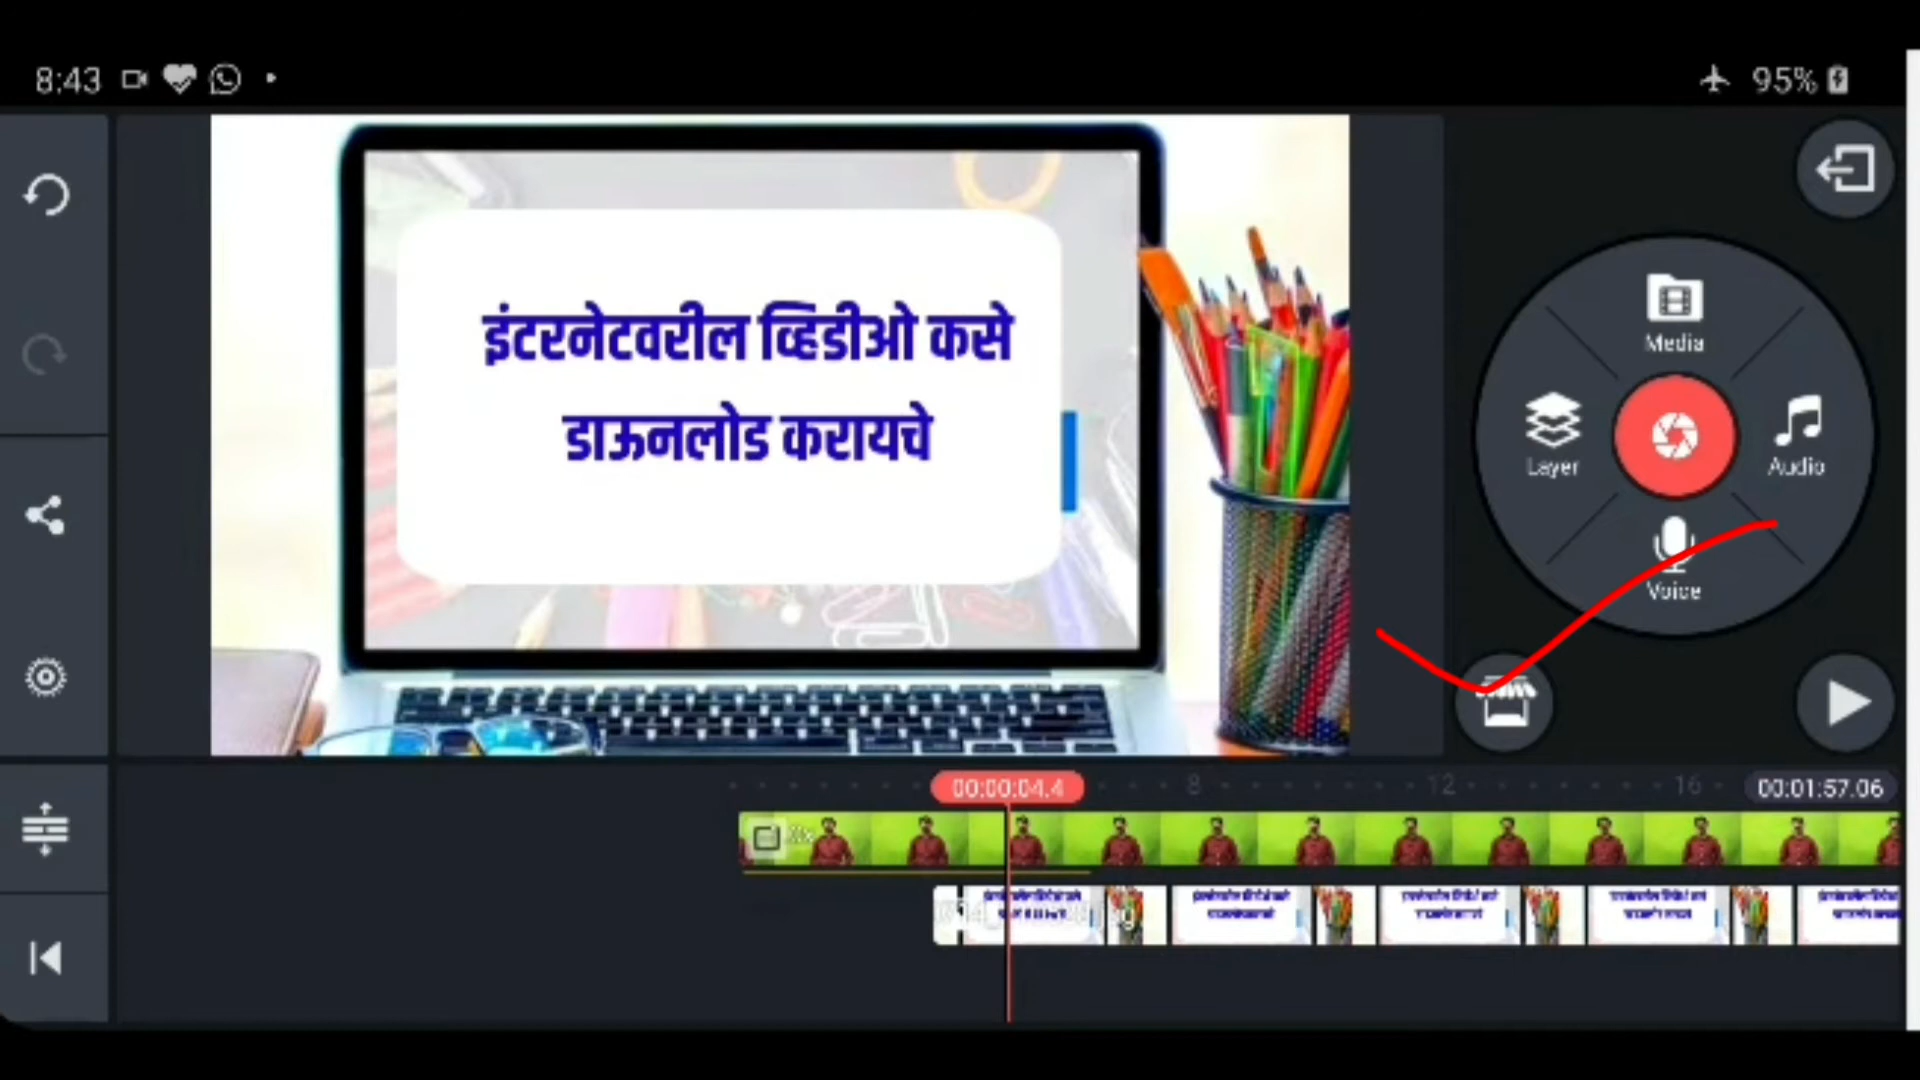 8:43
95%
इंटरनेटवरील व्हिडीओ कसे
डाऊनलोड करायचे
Media
Layer
Audio
Voice
00:00:04.4
8
12
16
00:01:57.06